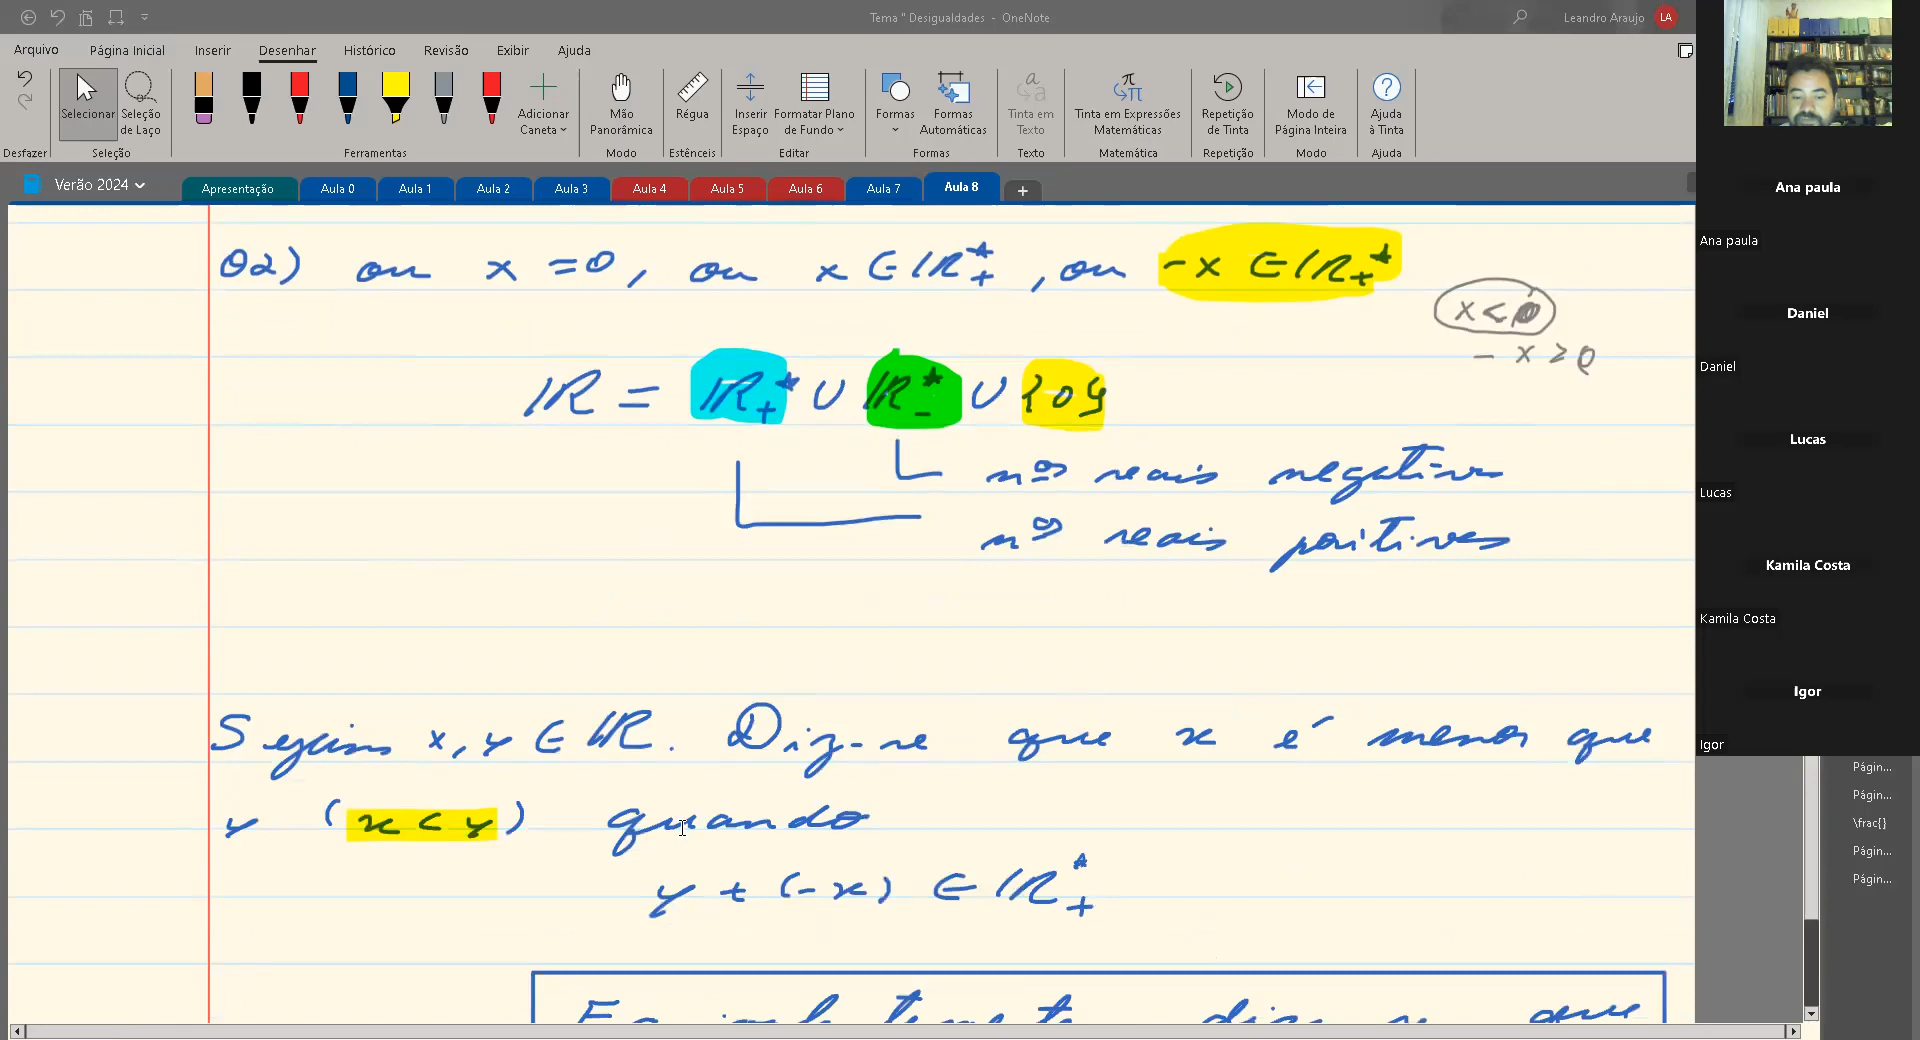 Tema " Desigualdades - OneNote
Leandro Araujo LA
Arquivo Página Inicial Inserir Desenhar Histórico Revisão Exibir Ajuda
Selecionar
Seleção de Laço
Adicionar Caneta
Mão Panorâmica
Régua
Inserir Espaço
Formatar Plano de Fundo
Formas
Formas Automáticas
Tinta em Texto
Tinta em Expressões Matemáticas
Repetição de Tinta
Modo de Página Inteira
Ajuda à Tinta
Desfazer Seleção Ferramentas Modo Estênceis Editar Formas Texto Matemática Repetição Modo Ajuda
Verão 2024 Apresentação Aula 0 Aula 1 Aula 2 Aula 3 Aula 4 Aula 5 Aula 6 Aula 7 Aula 8 +
02) ou x = 0, ou x ∈ ℝ₊*, ou -x ∈ ℝ₊*
x < 0
- x > 0
ℝ = ℝ₊* ∪ ℝ₋* ∪ {0}
nºs reais negativos
nºs reais positivos
Sejam x, y ∈ ℝ. Diz-se que x é menor que
y (x < y) quando
y + (-x) ∈ ℝ₊*
que
Ana paula
Ana paula
Daniel
Daniel
Lucas
Lucas
Kamila Costa
Kamila Costa
Igor
Igor
Págin...
Págin...
\frac{}
Págin...
Págin...